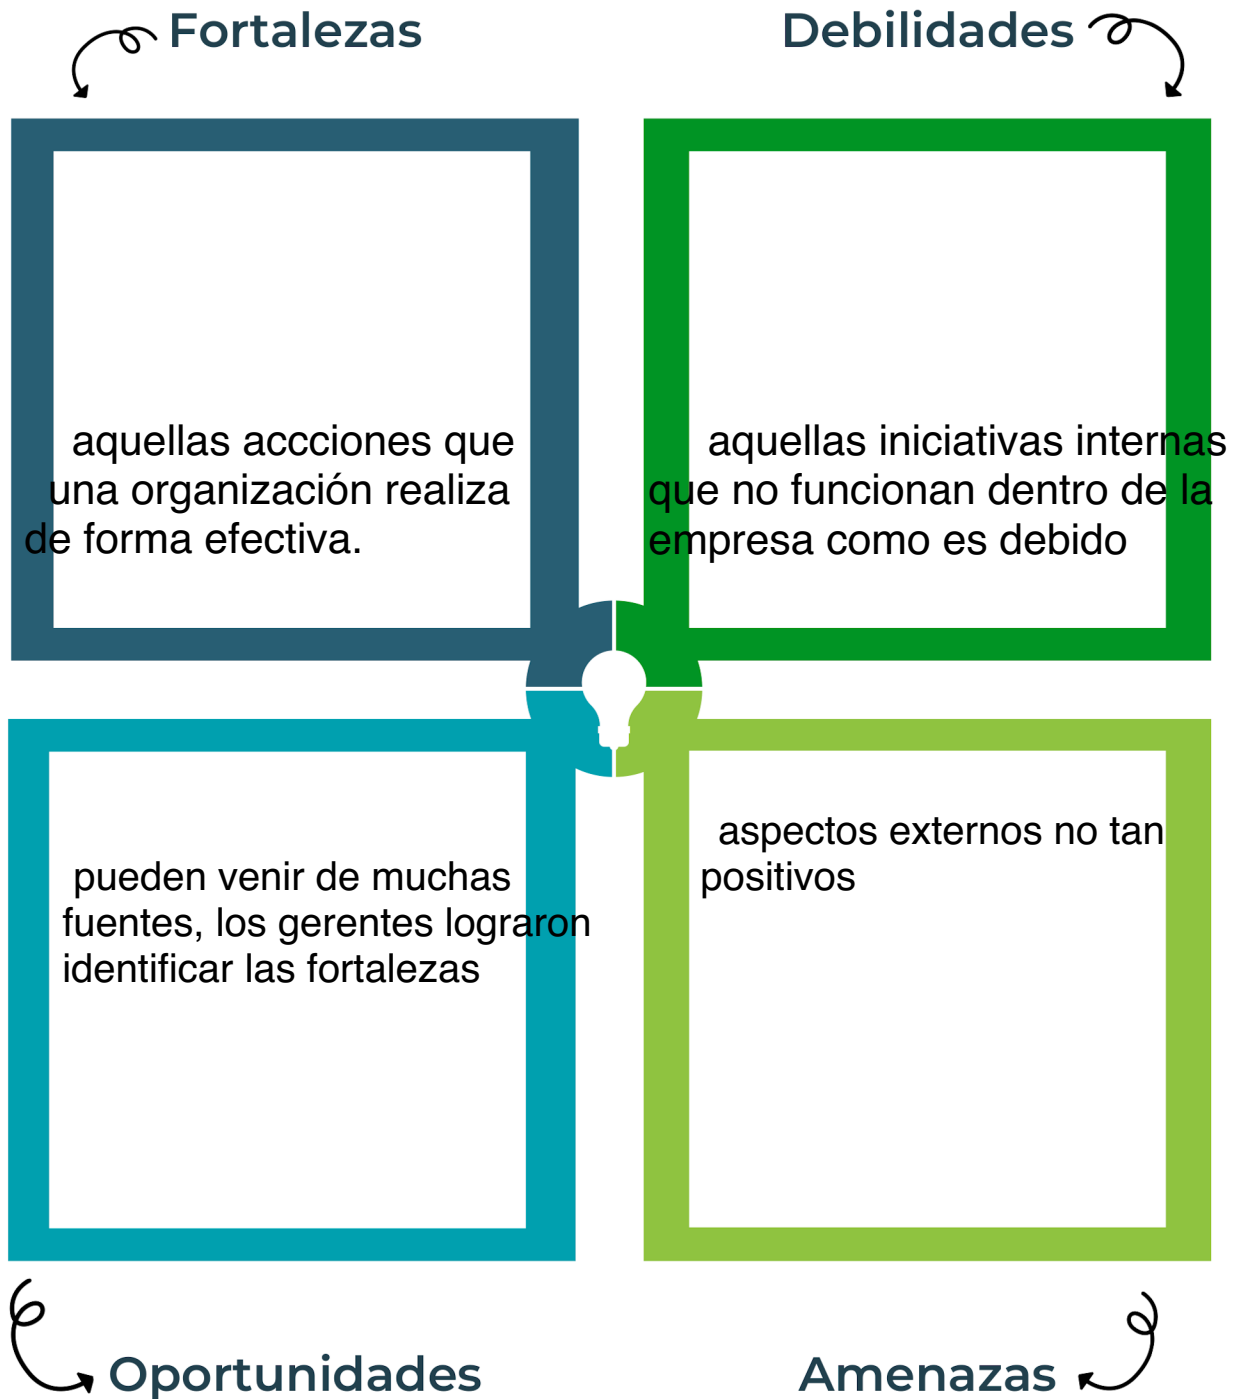 Fortalezas
Debilidades
aquellas accciones que
una organización realiza
de forma efectiva.
aquellas iniciativas internas
que no funcionan dentro de la
empresa como es debido
pueden venir de muchas
fuentes, los gerentes lograron
identificar las fortalezas
aspectos externos no tan
positivos
Oportunidades
Amenazas